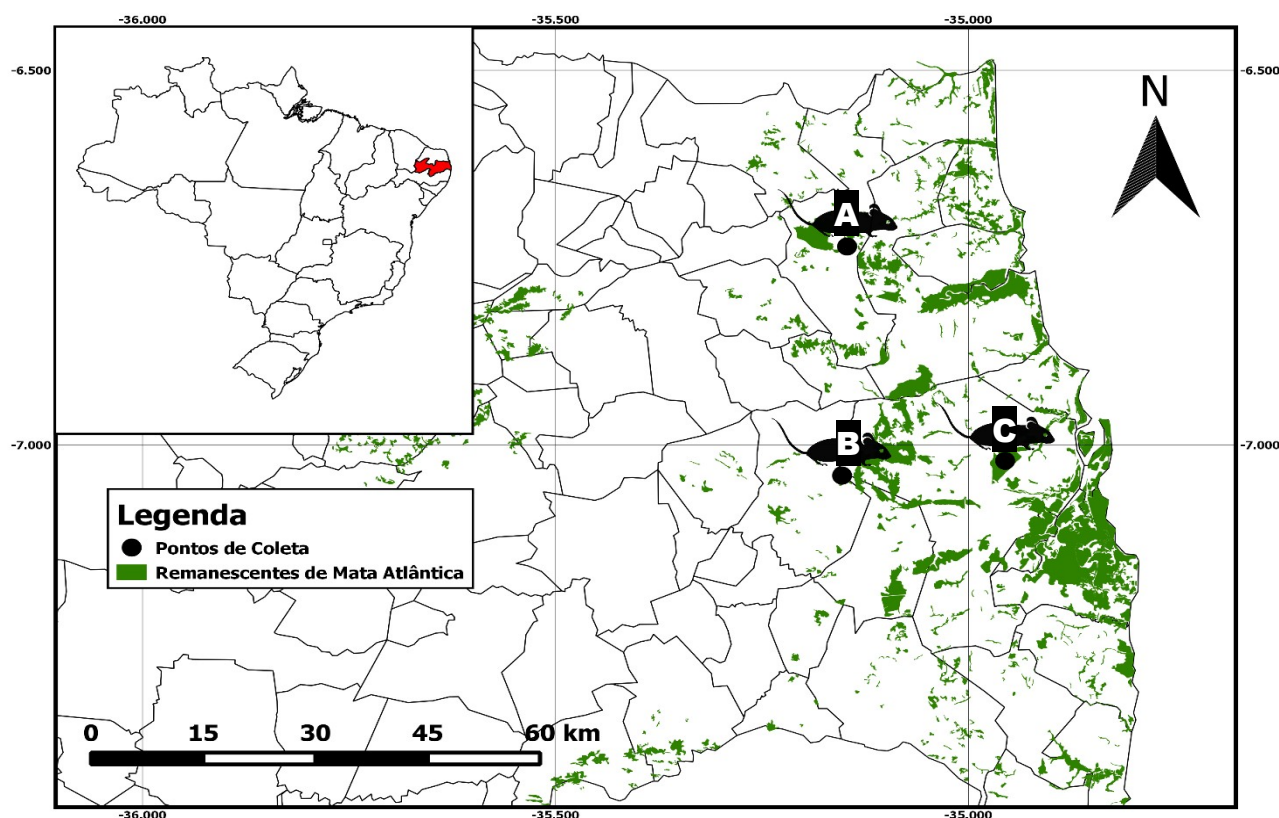 -36.000
-35.500
-35.000
-6.500
-6.500
N
A
-7.000
B
C
-7.000
Legenda
Pontos de Coleta
Remanescentes de Mata Atlântica
0 15 30 45 60 km
-36.000
-35.500
-35.000